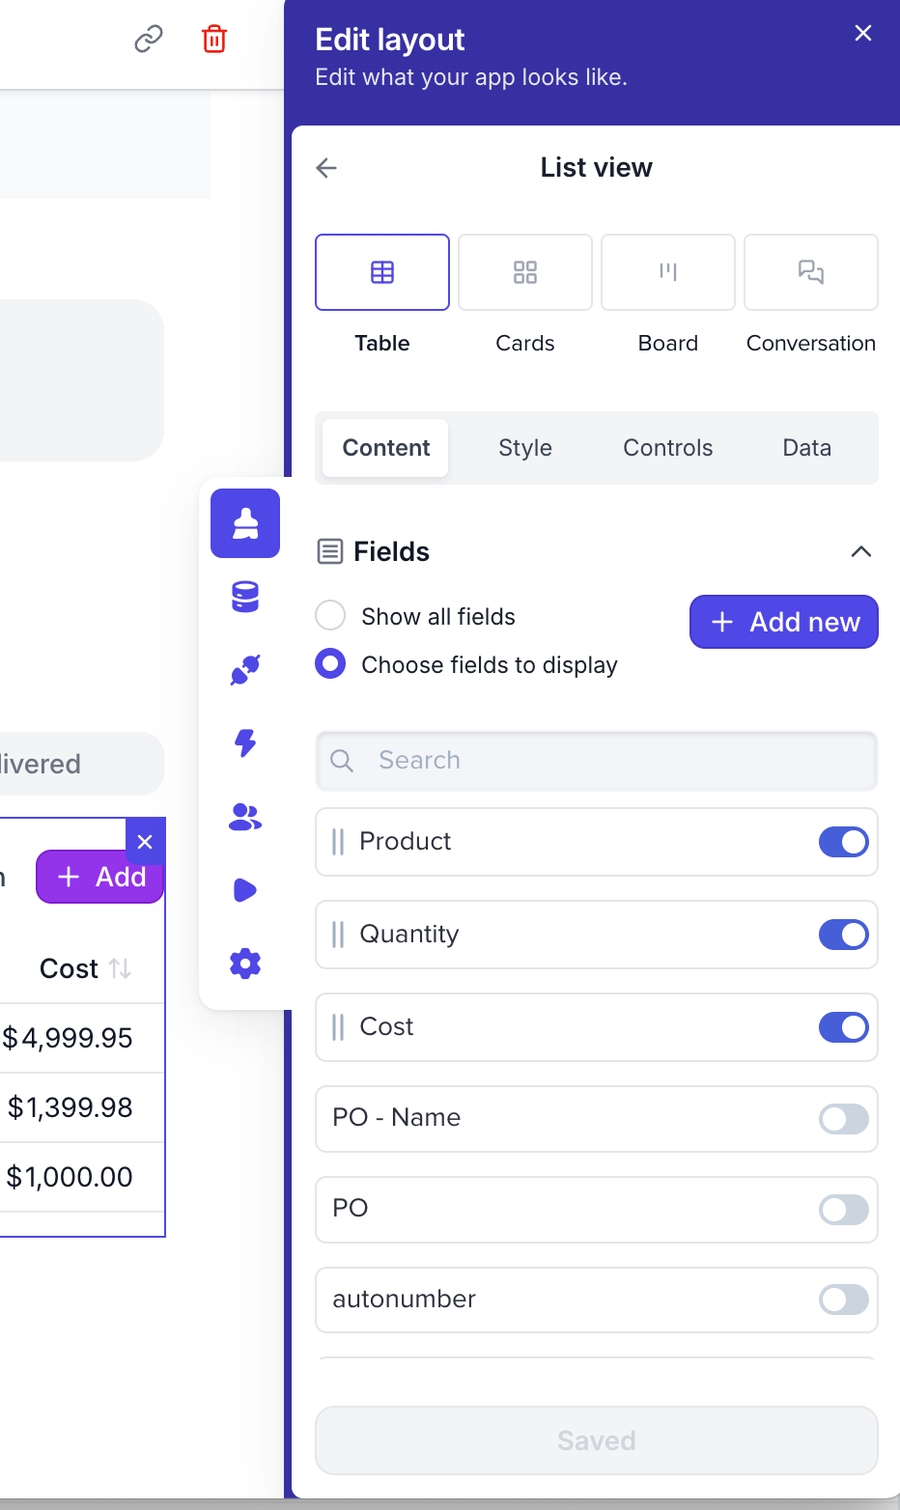 Edit layout
Edit what your app looks like.
List view
Table
Cards
Board
Conversation
Content
Style
Controls
Data
Fields
Show all fields
Add new
Choose fields to display
Search
Product
Quantity
Cost
PO - Name
PO
autonumber
Saved
livered
Add
Cost
$4,999.95
$1,399.98
$1,000.00